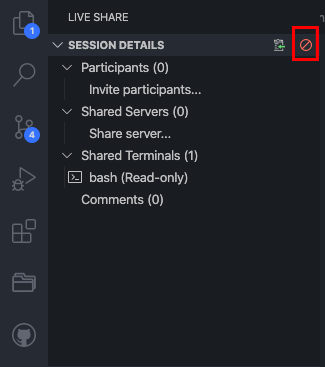 LIVE SHARE
SESSION DETAILS
Participants (0)
Invite participants...
Shared Servers (0)
Share server...
Shared Terminals (1)
bash (Read-only)
Comments (0)
1
4